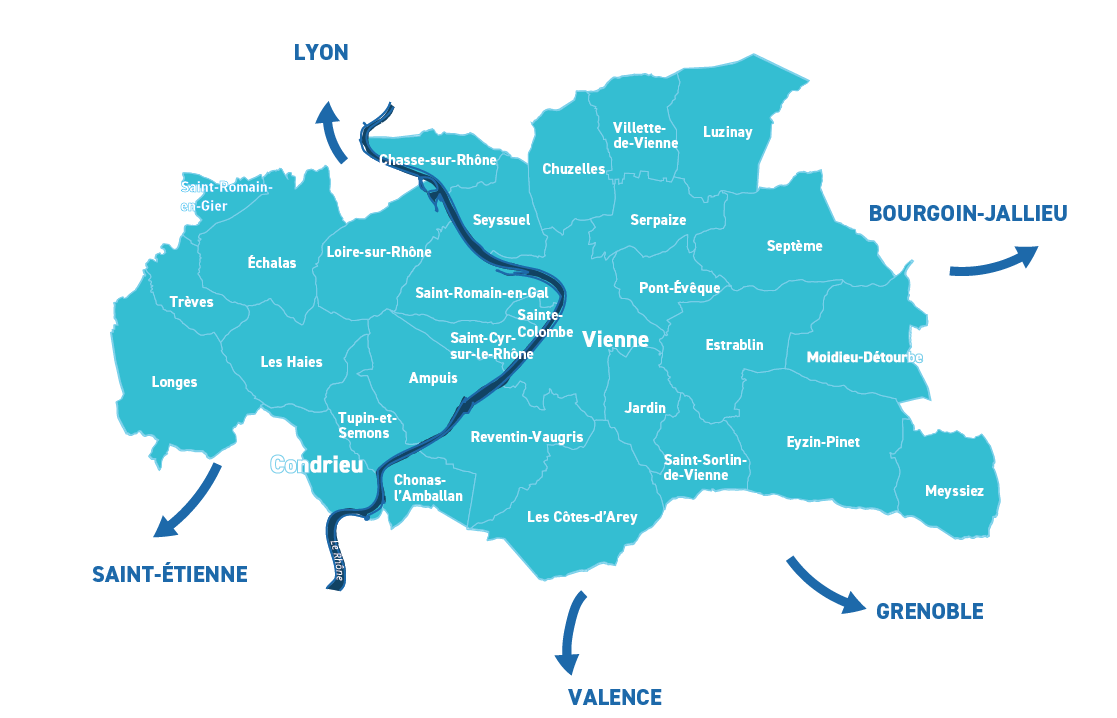 LYON
Villette-
de-Vienne
Luzinay
Chasse-sur-Rhône
Chuzelles
Saint-Romain-
en-Gier
BOURGOIN-JALLIEU
Seyssuel
Serpaize
Septème
Loire-sur-Rhône
Échalas
Pont-Évêque
Saint-Romain-en-Gal
Trèves
Sainte-
Colombe
Vienne
Saint-Cyr-
sur-le-Rhône
Estrablin
Moidieu-Détourbe
Les Haies
Longes
Ampuis
Jardin
Tupin-et-
Semons
Reventin-Vaugris
Eyzin-Pinet
Condrieu
Saint-Sorlin-
de-Vienne
Chonas-
l'Amballan
Meyssiez
Les Côtes-d'Arey
Le Rhône
SAINT-ÉTIENNE
GRENOBLE
VALENCE